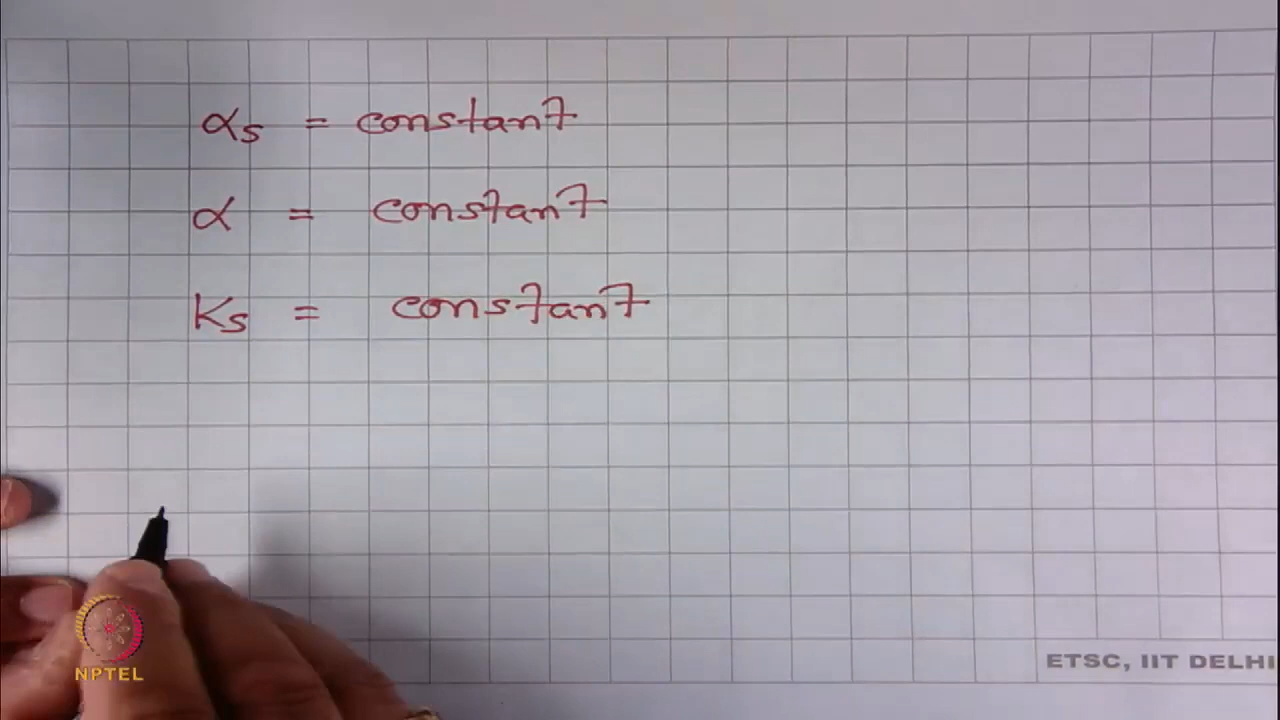 αs = constant
α = constant
Ks = constant
NPTEL
ETSC, IIT DELHI